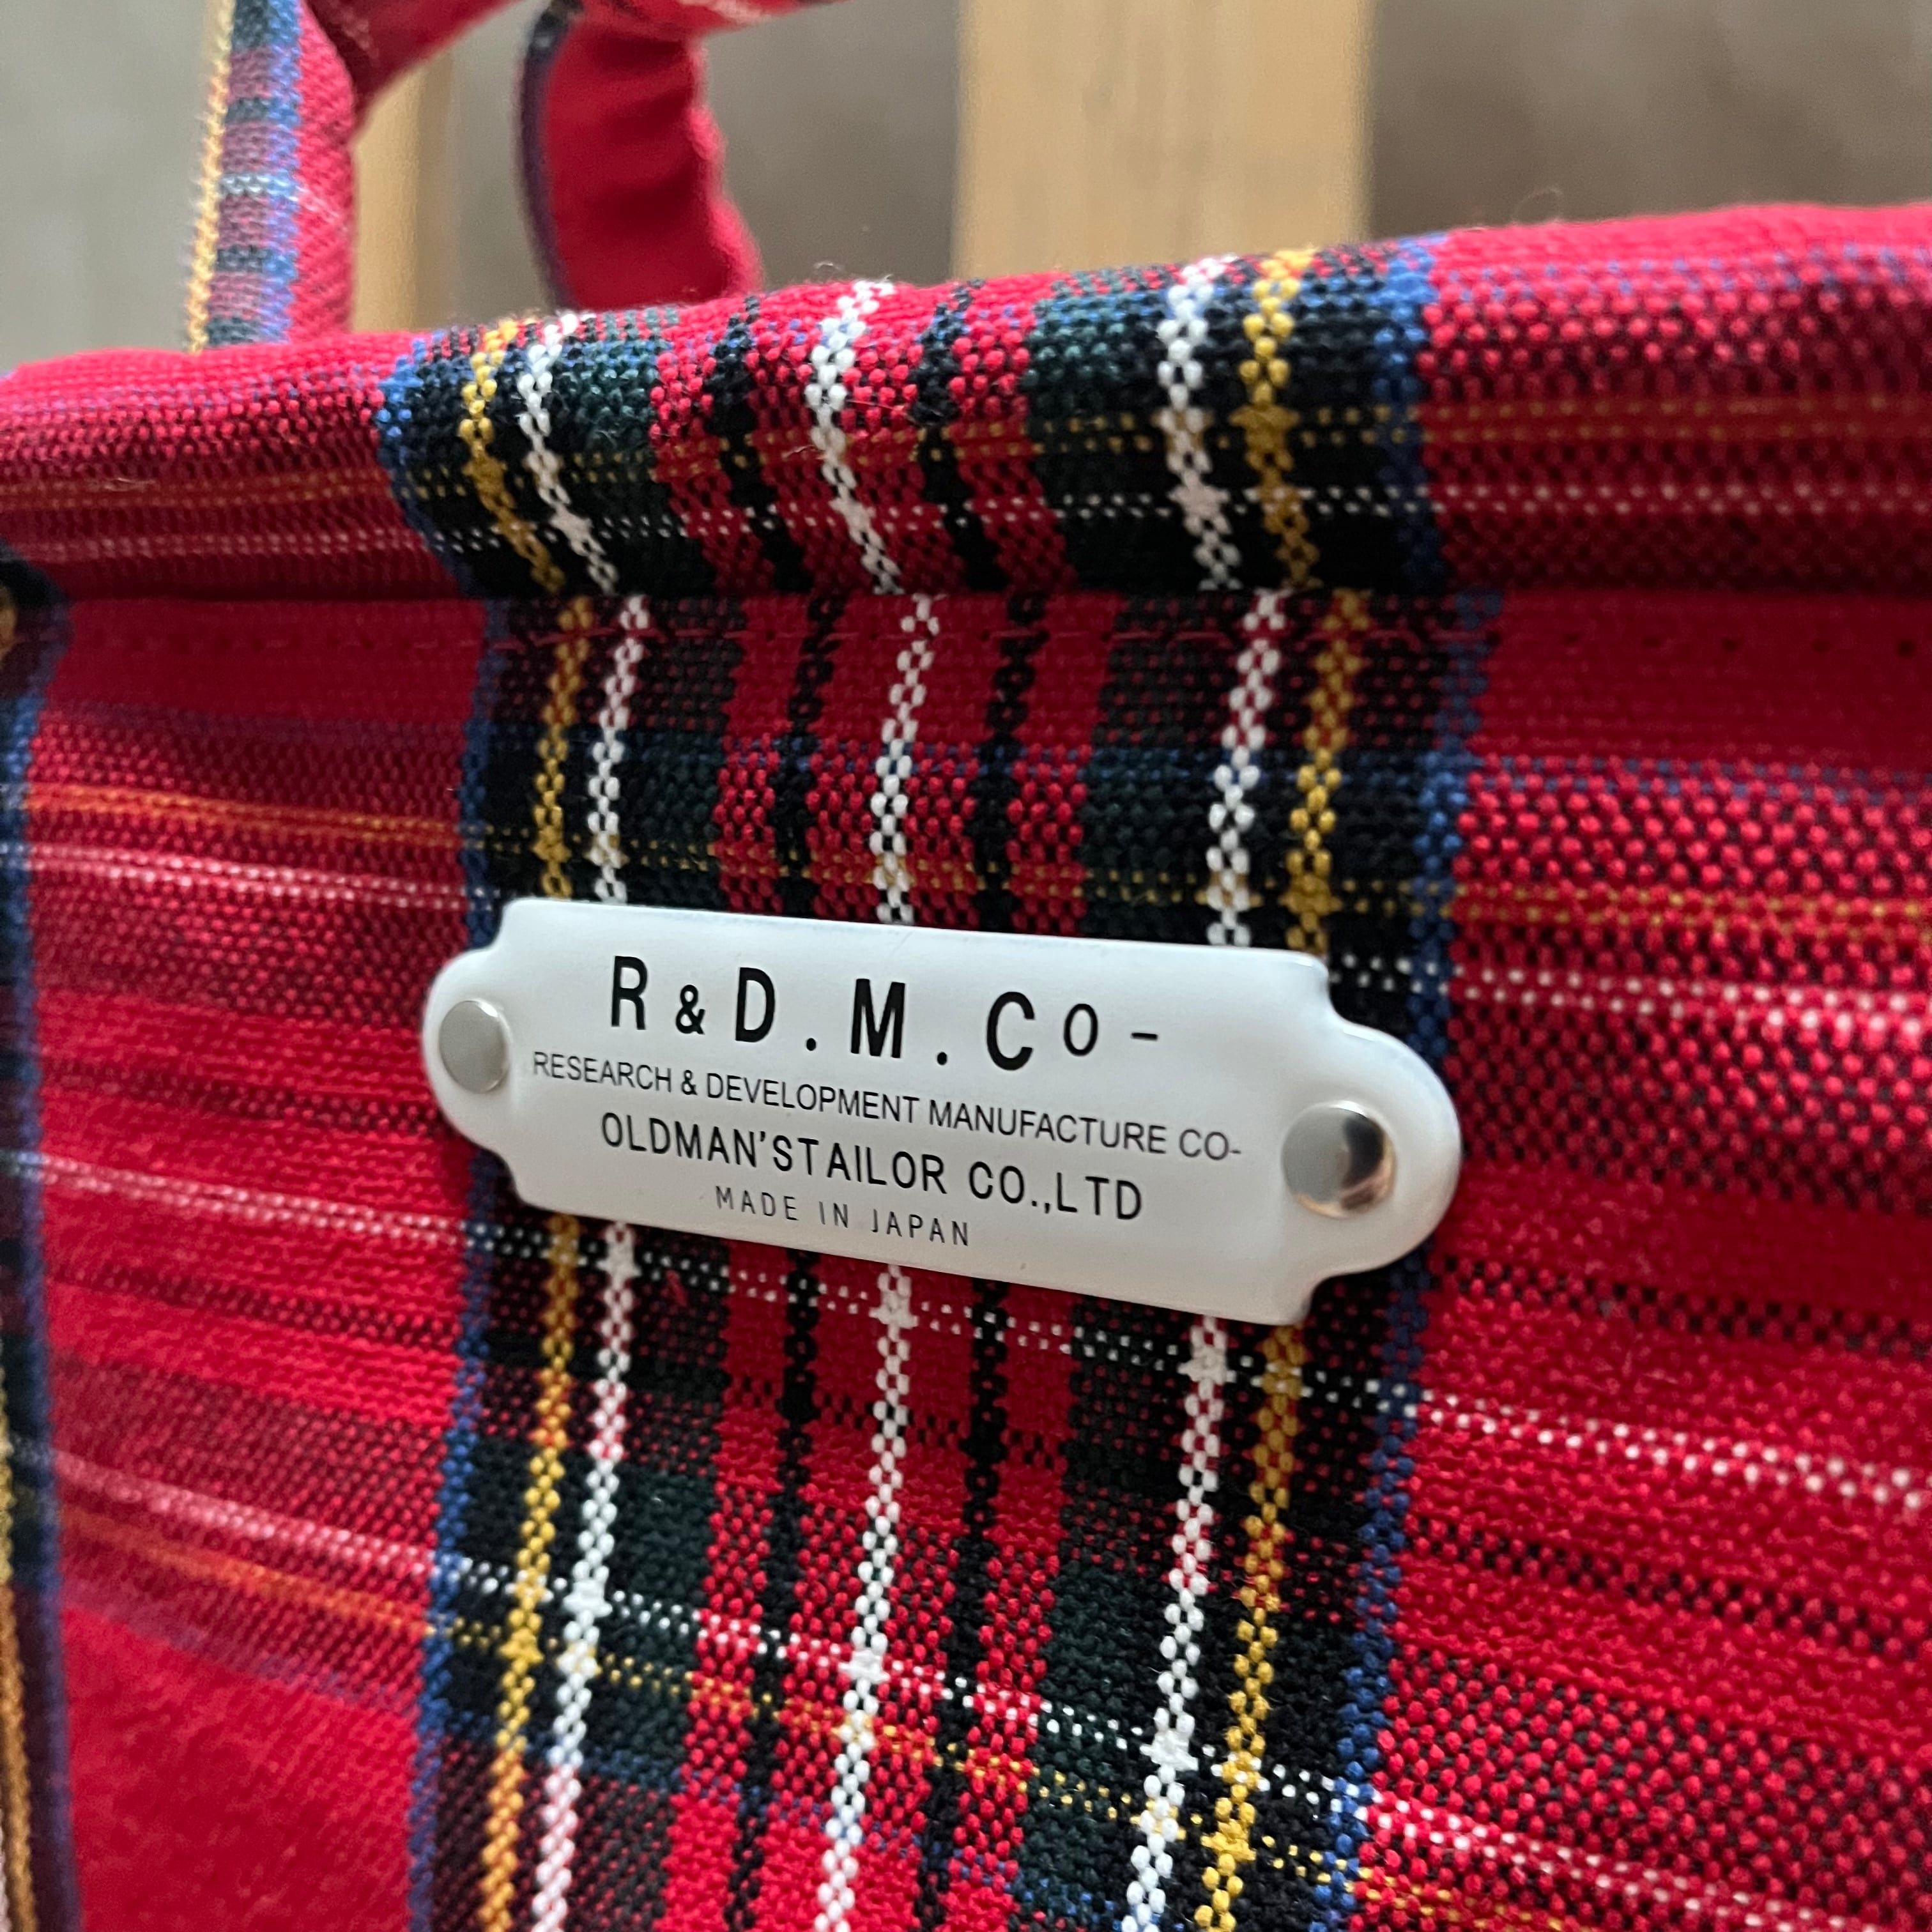 R&D.M.Co-
RESEARCH & DEVELOPMENT MANUFACTURE CO-
OLDMAN'STAILOR CO.,LTD
MADE IN JAPAN